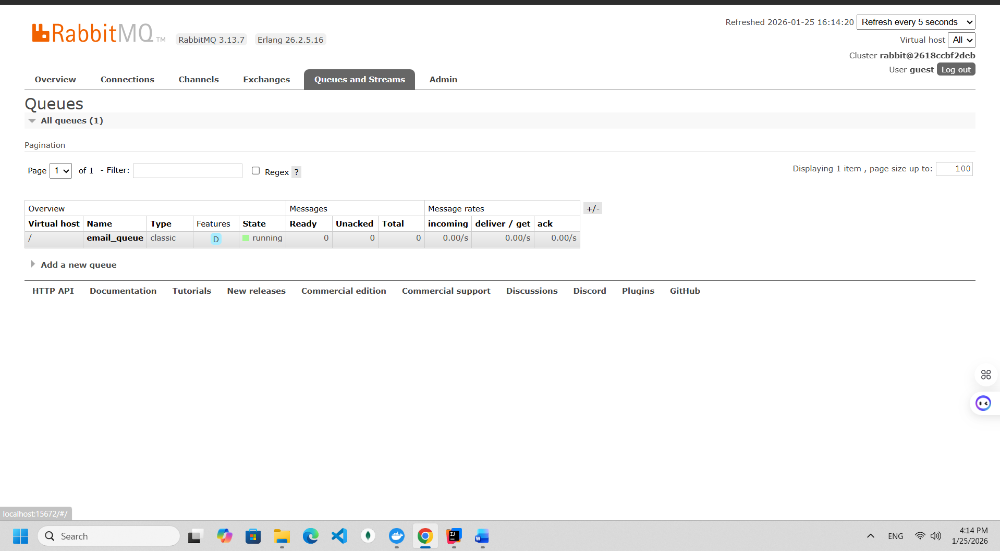 RabbitMQ TM
RabbitMQ 3.13.7
Erlang 26.2.5.16
Refreshed 2026-01-25 16:14:20 Refresh every 5 seconds
Virtual host All
Cluster rabbit@2618ccbf2deb
User guest Log out
Overview Connections Channels Exchanges Queues and Streams Admin
Queues
All queues (1)
Pagination
Page 1 of 1 - Filter: Regex ?
Displaying 1 item , page size up to: 100
Overview Messages Message rates +/-
Virtual host Name Type Features State Ready Unacked Total incoming deliver / get ack
/ email_queue classic D running 0 0 0 0.00/s 0.00/s 0.00/s
Add a new queue
HTTP API Documentation Tutorials New releases Commercial edition Commercial support Discussions Discord Plugins GitHub
localhost:15672/#/
Search
IJ
W
ENG
4:14 PM
1/25/2026